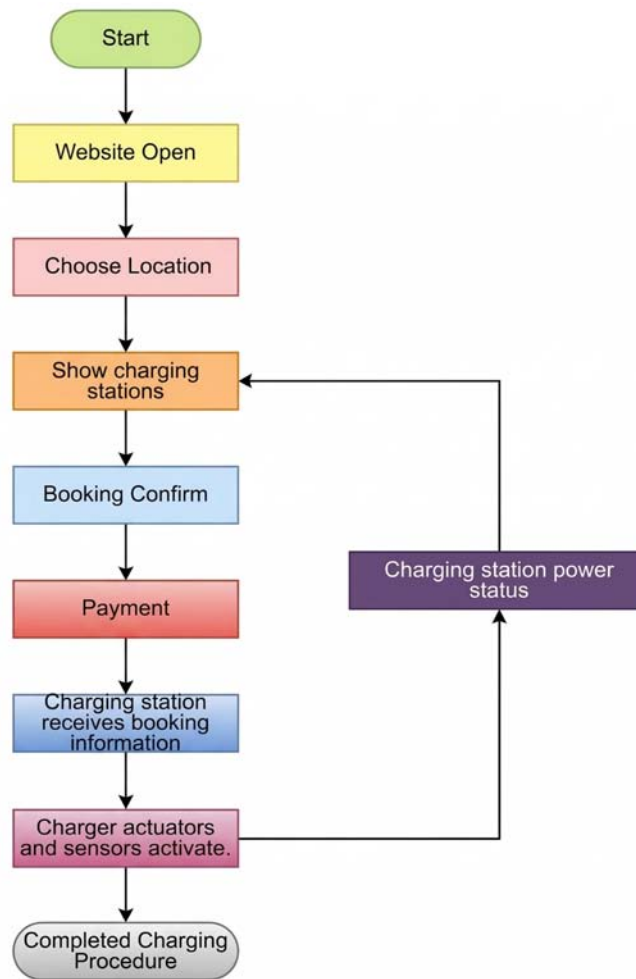 Start
Website Open
Choose Location
Show charging
stations
Booking Confirm
Charging station power
status
Payment
Charging station
receives booking
information
Charger actuators
and sensors activate.
Completed Charging
Procedure